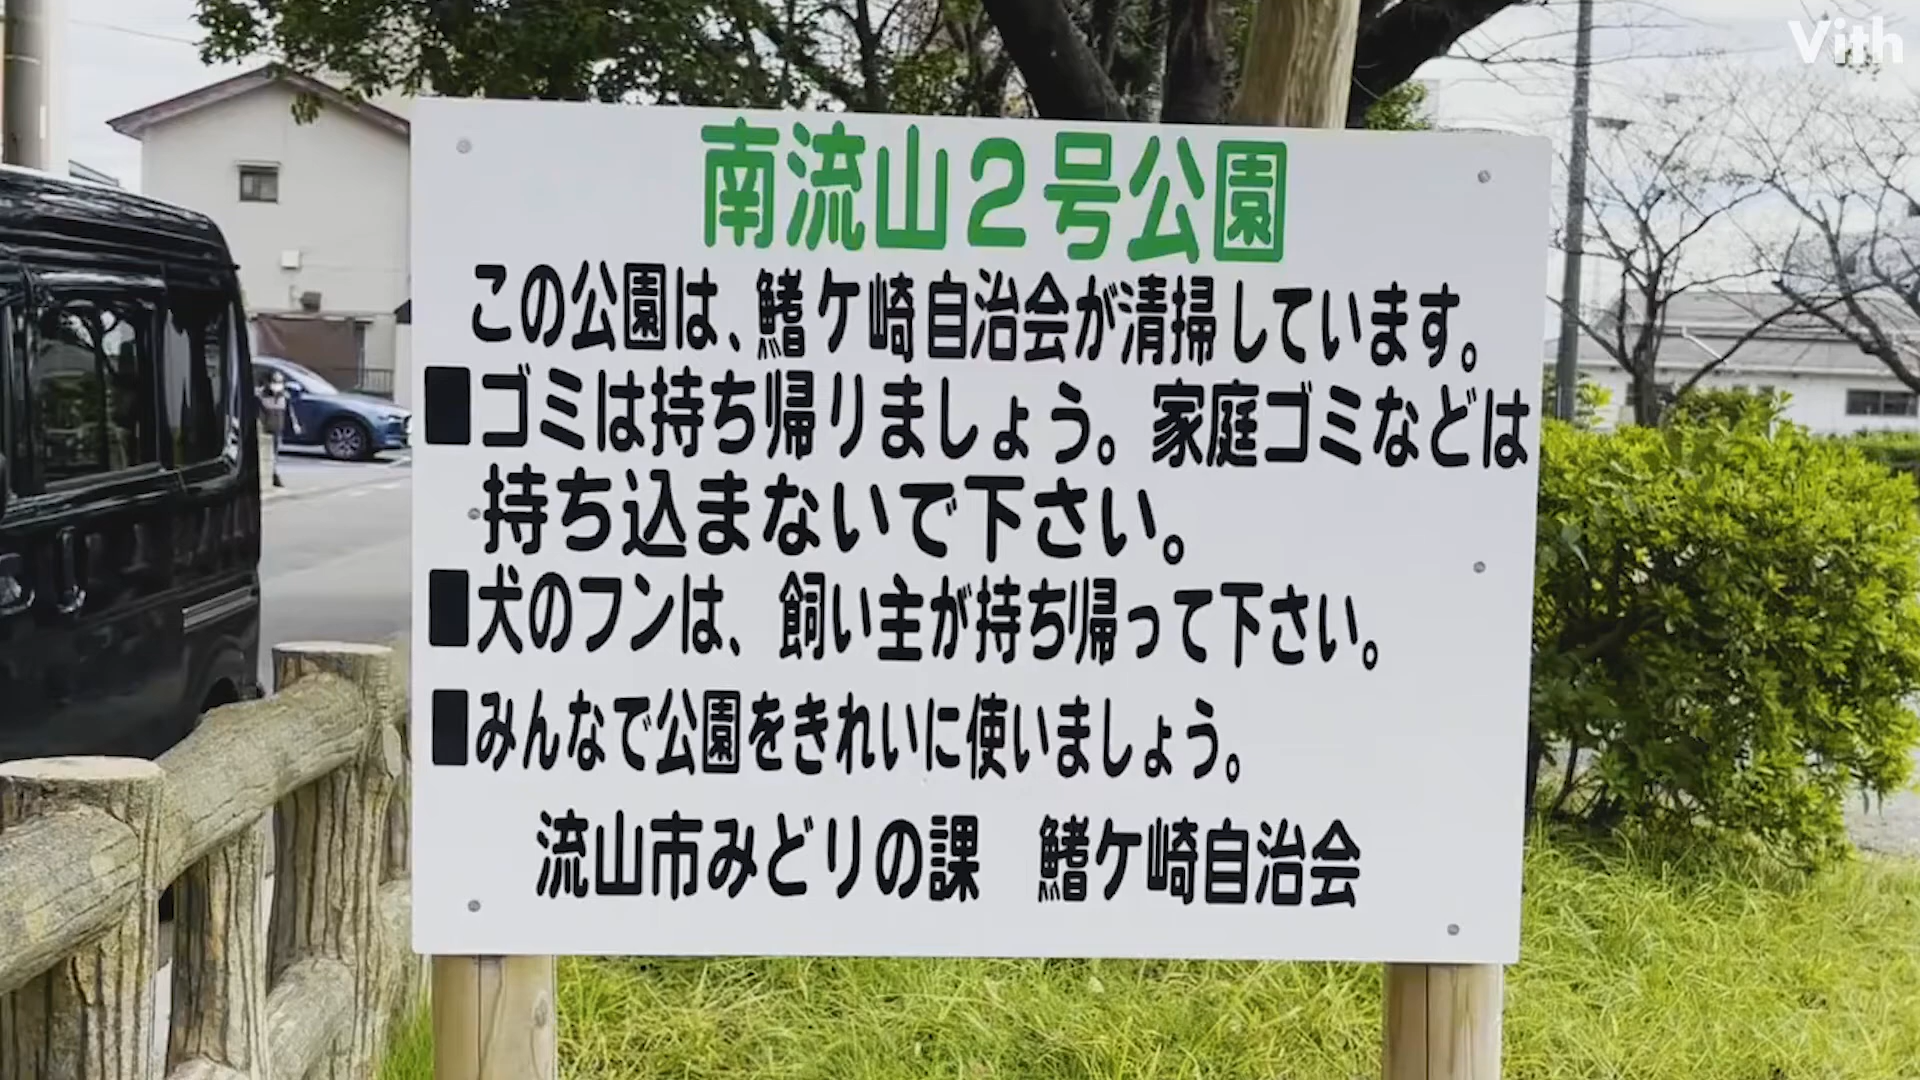 Vith
南流山2号公園
この公園は、鰭ケ崎自治会が清掃しています。
■ゴミは持ち帰りましょう。家庭ゴミなどは
持ち込まないで下さい。
■犬のフンは、飼い主が持ち帰って下さい。
■みんなで公園をきれいに使いましょう。
流山市みどりの課　鰭ケ崎自治会